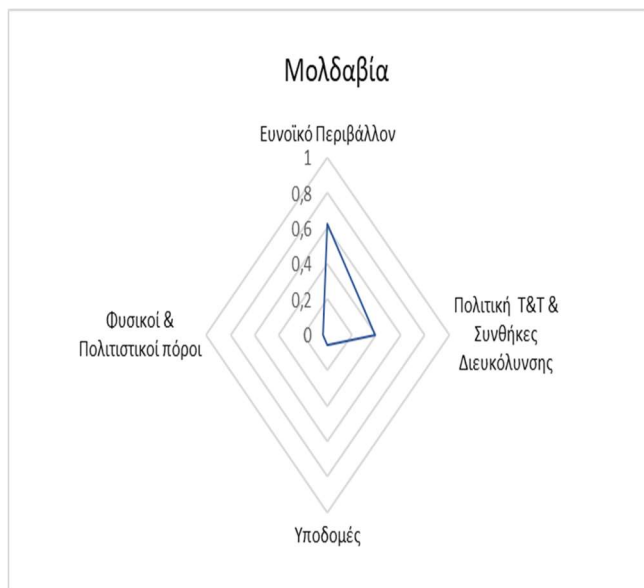 Μολδαβία
Ευνοϊκό Περιβάλλον
1
0,8
0,6
0,4
0,2
0
Πολιτική T&T &
Συνθήκες
Διευκόλυνσης
Φυσικοί &
Πολιτιστικοί πόροι
Υποδομές